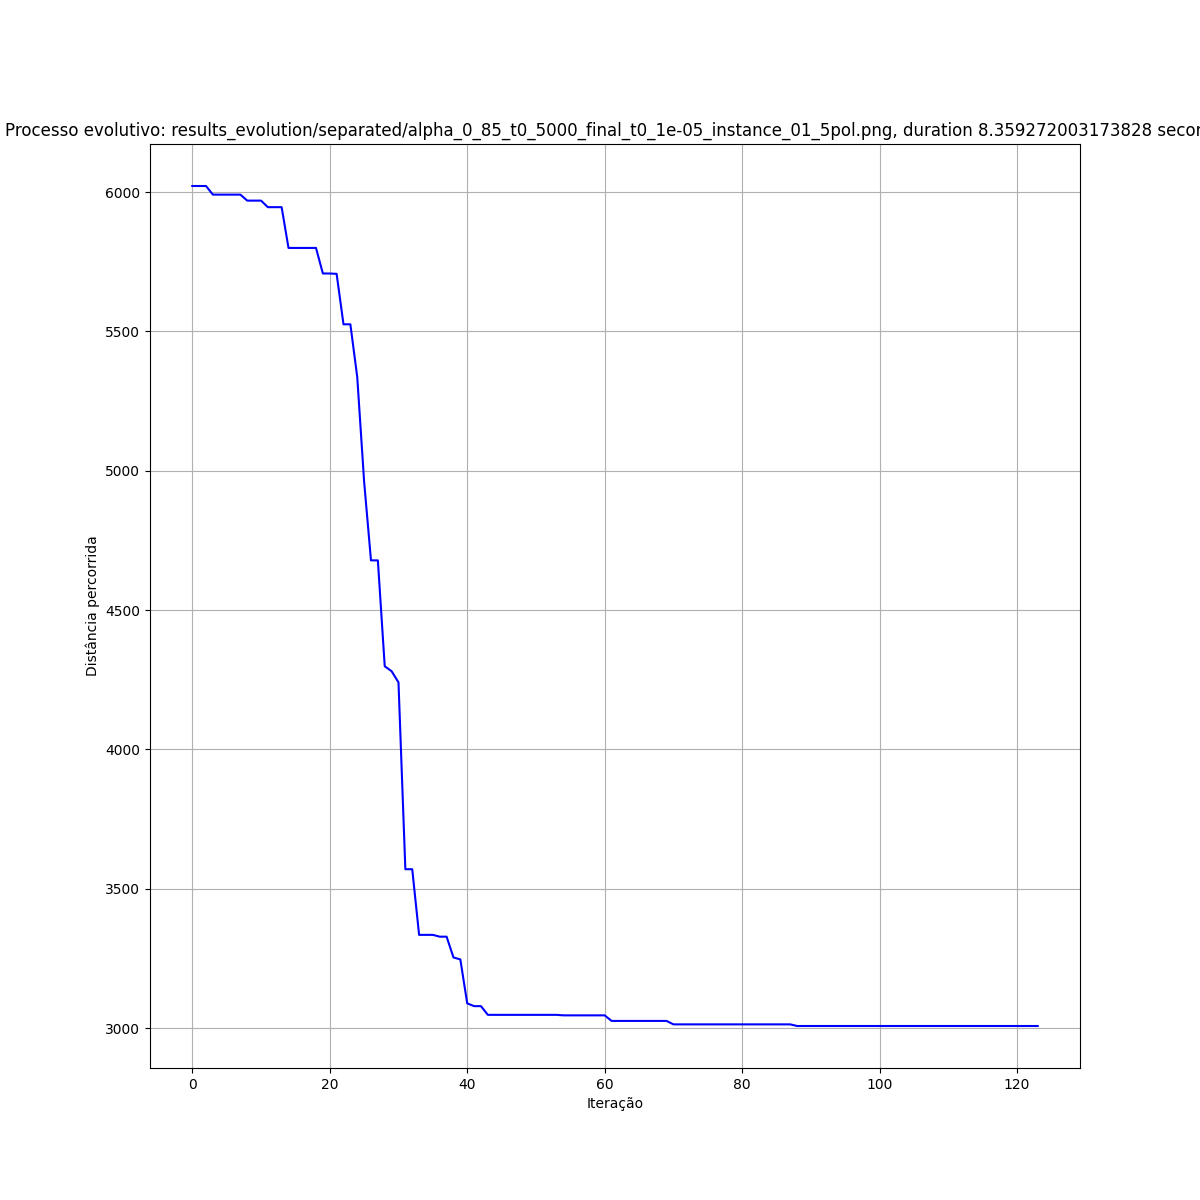 Processo evolutivo: results_evolution/separated/alpha_0_85_t0_5000_final_t0_1e-05_instance_01_5pol.png, duration 8.359272003173828
6000
5500
5000
4500
4000
3500
3000
Distância percorrida
0 20 40 60 80 100 120
Iteração